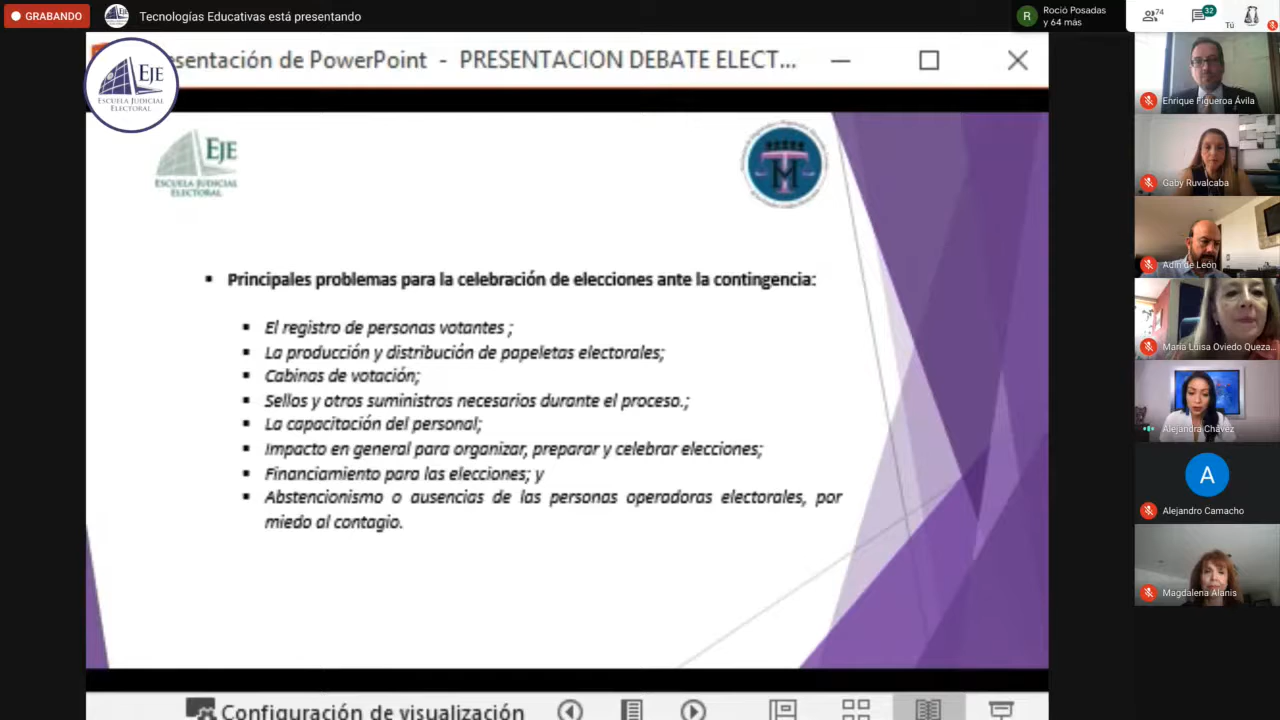 GRABANDO
Tecnologías Educativas está presentando
R
Rocío Posadas
y 64 más
74
32
Tú
esentación de PowerPoint - PRESENTACION DEBATE ELECT...
EJE
ESCUELA JUDICIAL
ELECTORAL
EJE
ESCUELA JUDICIAL
ELECTORAL
TM
Principales problemas para la celebración de elecciones ante la contingencia:
El registro de personas votantes ;
La producción y distribución de papeletas electorales;
Cabinas de votación;
Sellos y otros suministros necesarios durante el proceso.;
La capacitación del personal;
Impacto en general para organizar, preparar y celebrar elecciones;
Financiamiento para las elecciones; y
Abstencionismo o ausencias de las personas operadoras electorales, por
miedo al contagio.
Configuración de visualización
Enrique Figueroa Ávila
Gaby Ruvalcaba
Adín de León
María Luisa Oviedo Queza...
Alejandra Chávez
A
Alejandro Camacho
Magdalena Alanis